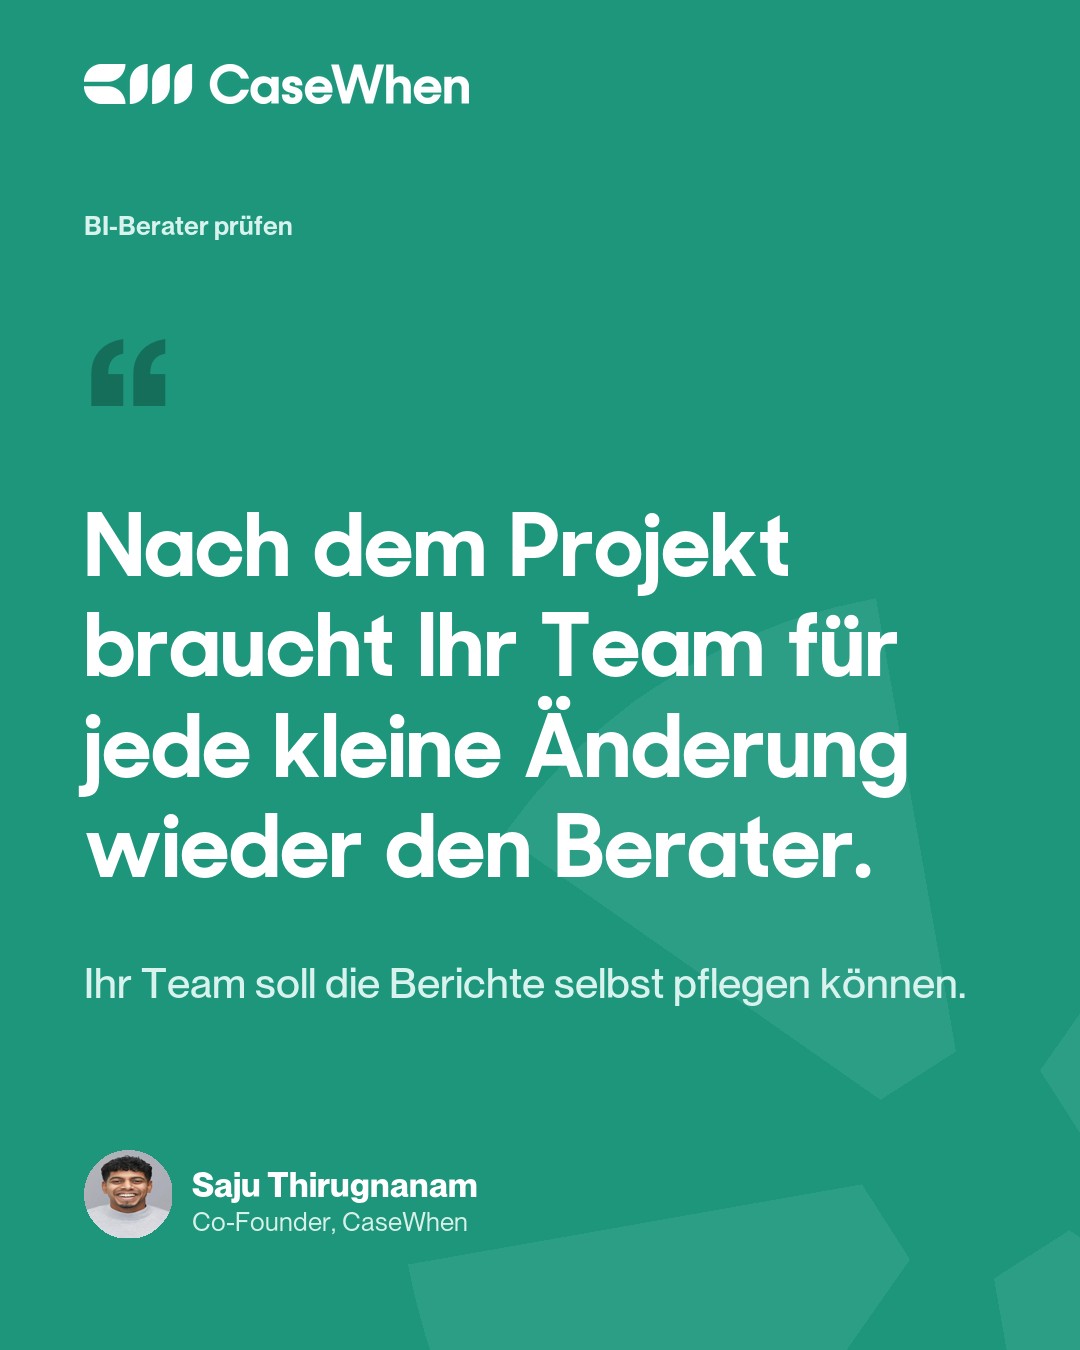 CaseWhen
BI-Berater prüfen
“
Nach dem Projekt
braucht Ihr Team für
jede kleine Änderung
wieder den Berater.
Ihr Team soll die Berichte selbst pflegen können.
Saju Thirugnanam
Co-Founder, CaseWhen